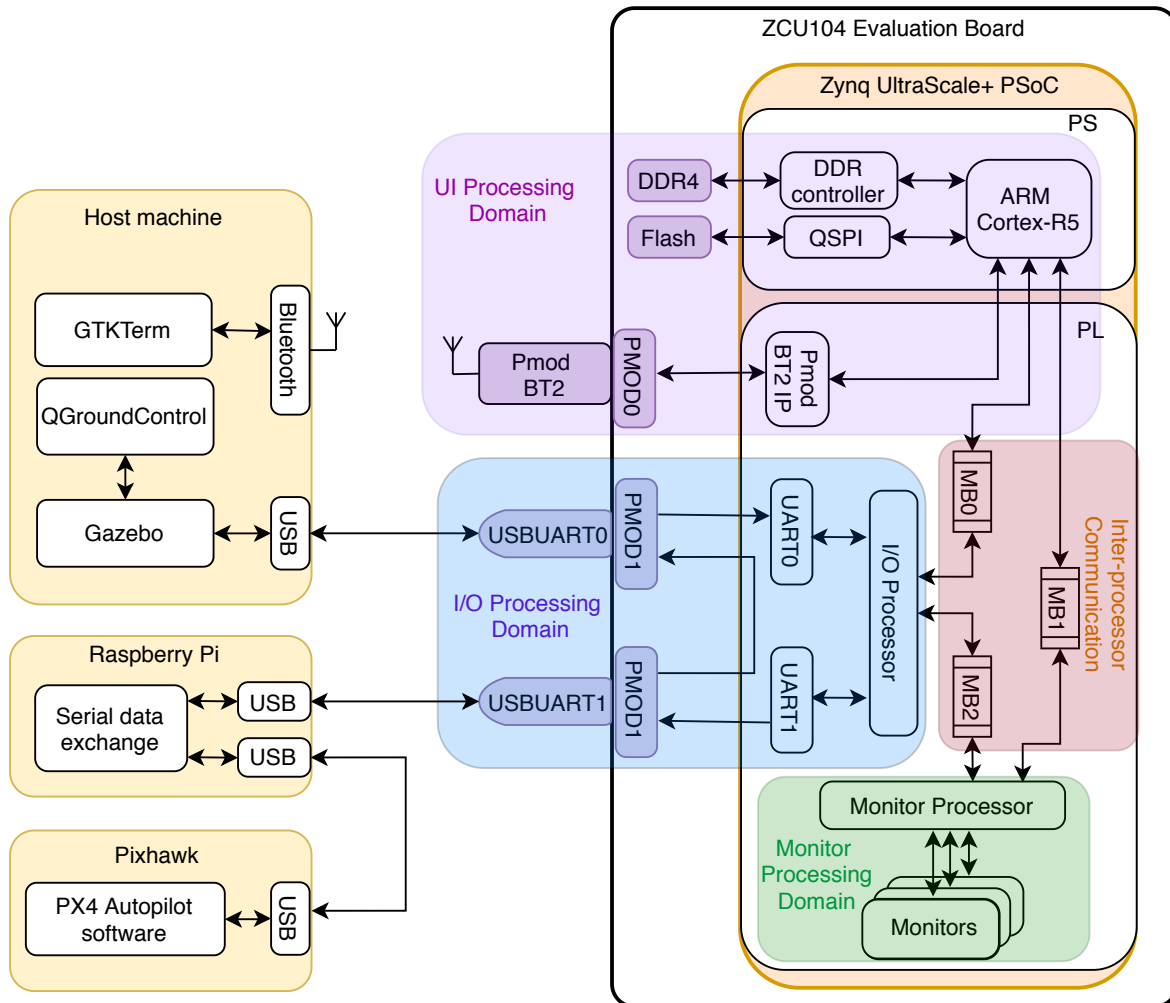 ZCU104 Evaluation Board
Zynq UltraScale+ PSoC
PS
UI Processing
Domain
DDR4
DDR
controller
ARM
Cortex-R5
Flash
QSPI
Host machine
GTKTerm
Bluetooth
QGroundControl
Gazebo
USB
Pmod
BT2
PMOD0
Pmod
BT2 IP
PL
USBUART0
PMOD1
UART0
I/O Processor
I/O Processing
Domain
USBUART1
PMOD1
UART1
MB0
MB1
MB2
Inter-processor
Communication
Raspberry Pi
Serial data
exchange
USB
USB
Monitor Processor
Monitor
Processing
Domain
Monitors
Pixhawk
PX4 Autopilot
software
USB